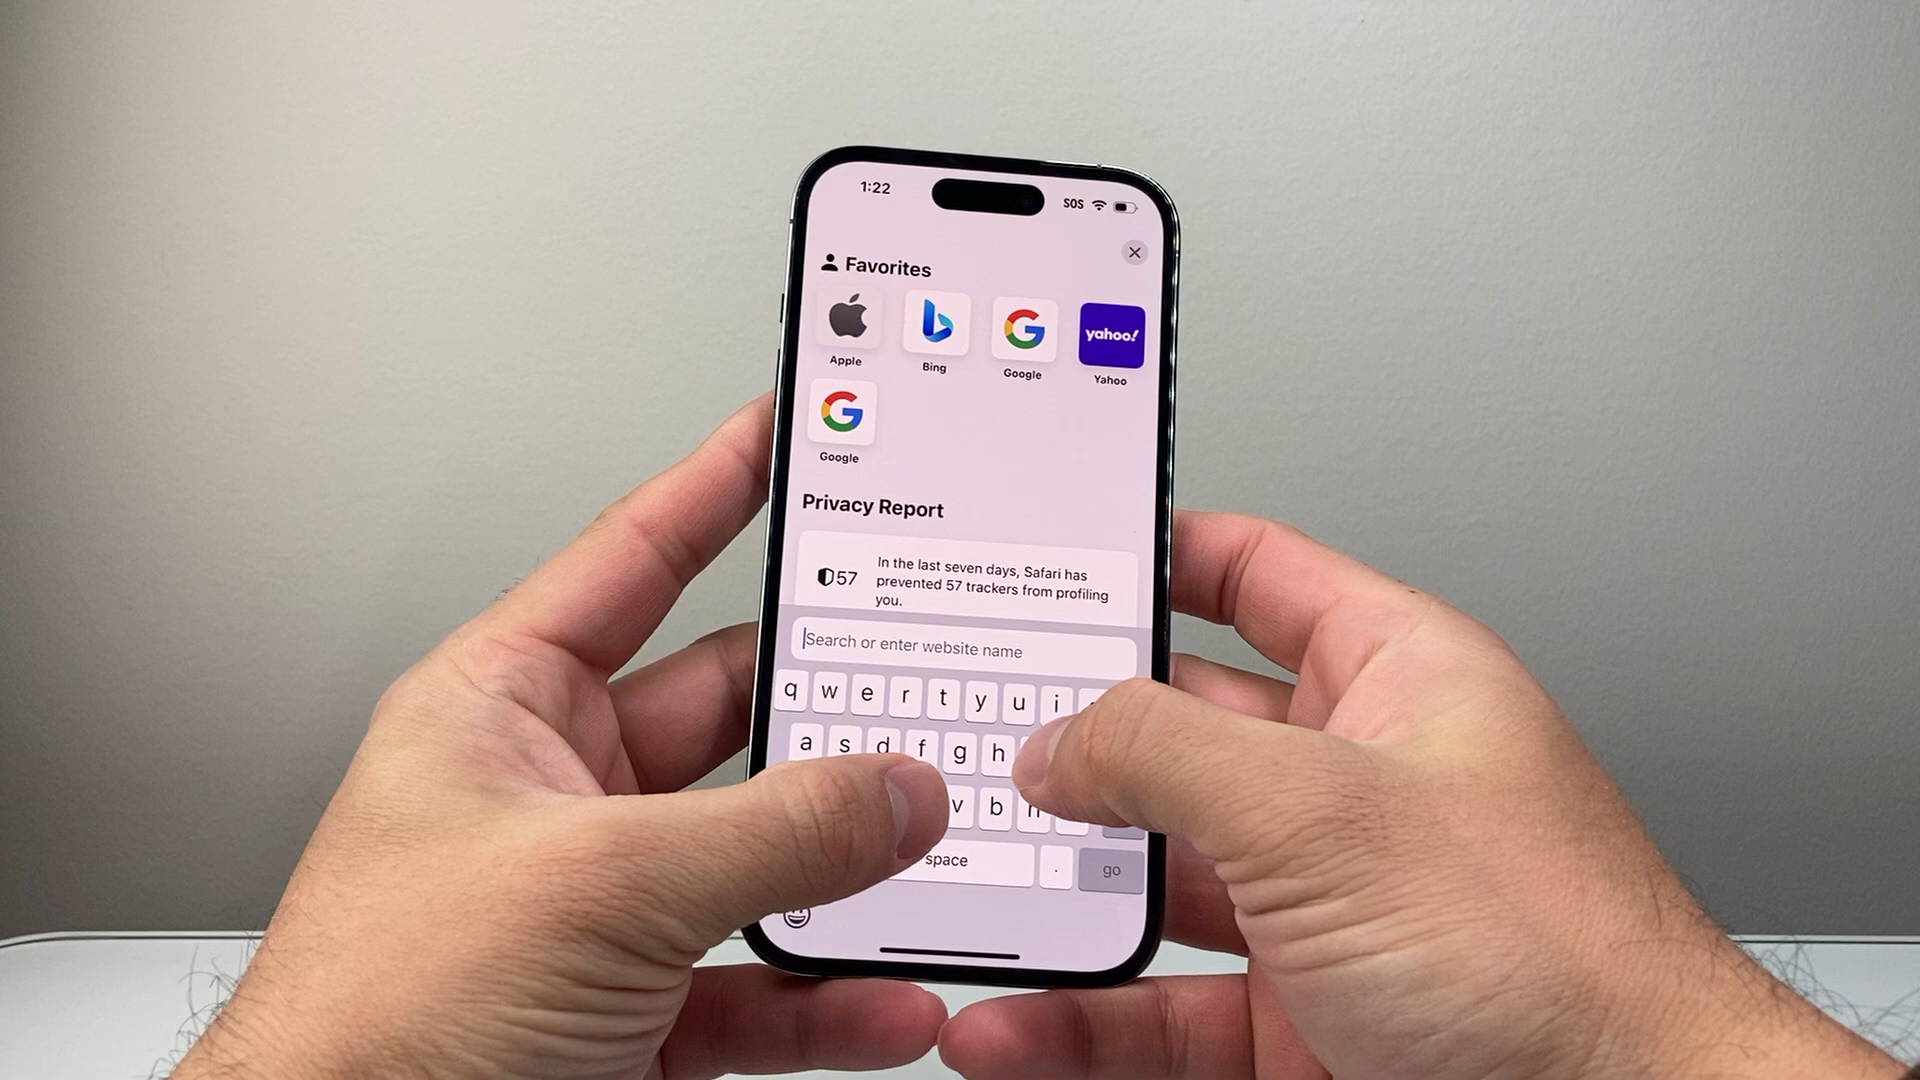 1:22
SOS
Favorites
yahoo!
Apple
Bing
Google
Yahoo
Google
Privacy Report
57
In the last seven days, Safari has
prevented 57 trackers from profiling
you.
Search or enter website name
q w e r t y u i
a s d f g h
v b n
space . go